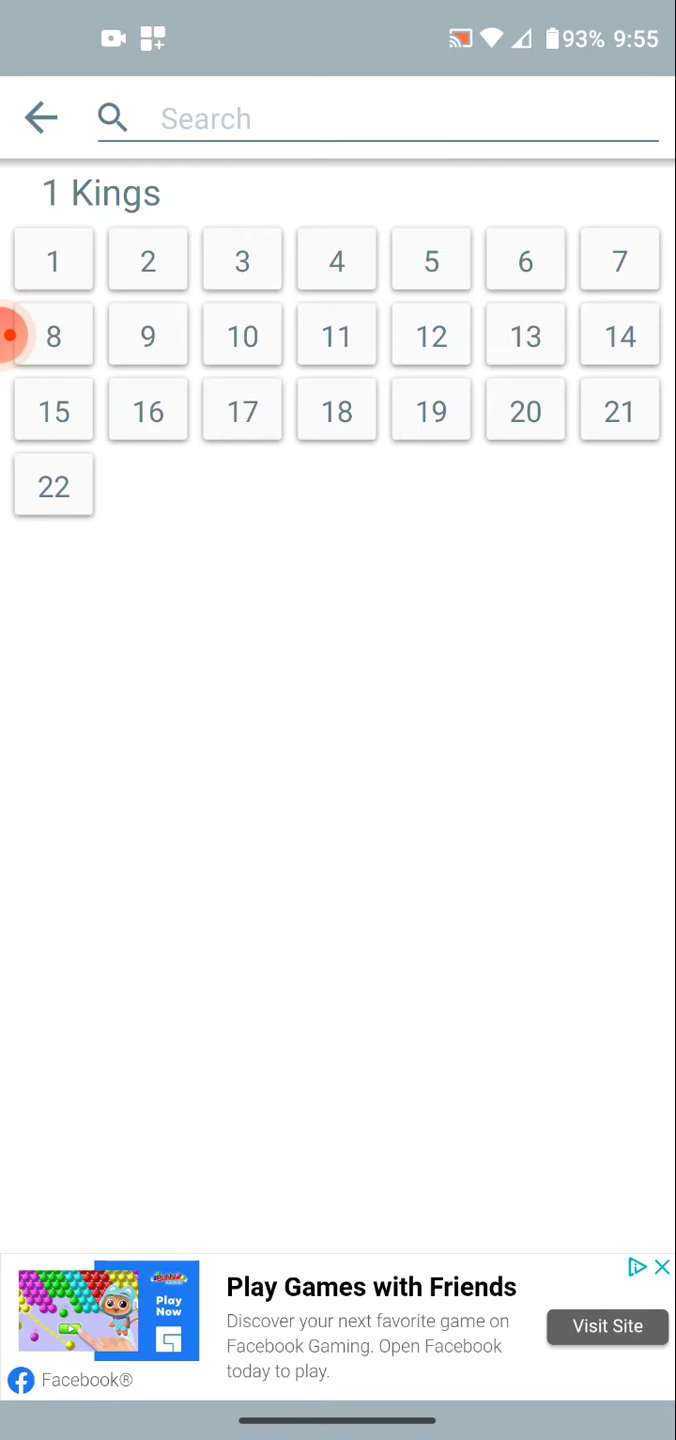 93% 9:55
Search
1 Kings
1 2 3 4 5 6 7
8 9 10 11 12 13 14
15 16 17 18 19 20 21
22
Play Games with Friends
Discover your next favorite game on
Facebook Gaming. Open Facebook
today to play.
Visit Site
Play
Now
Facebook®